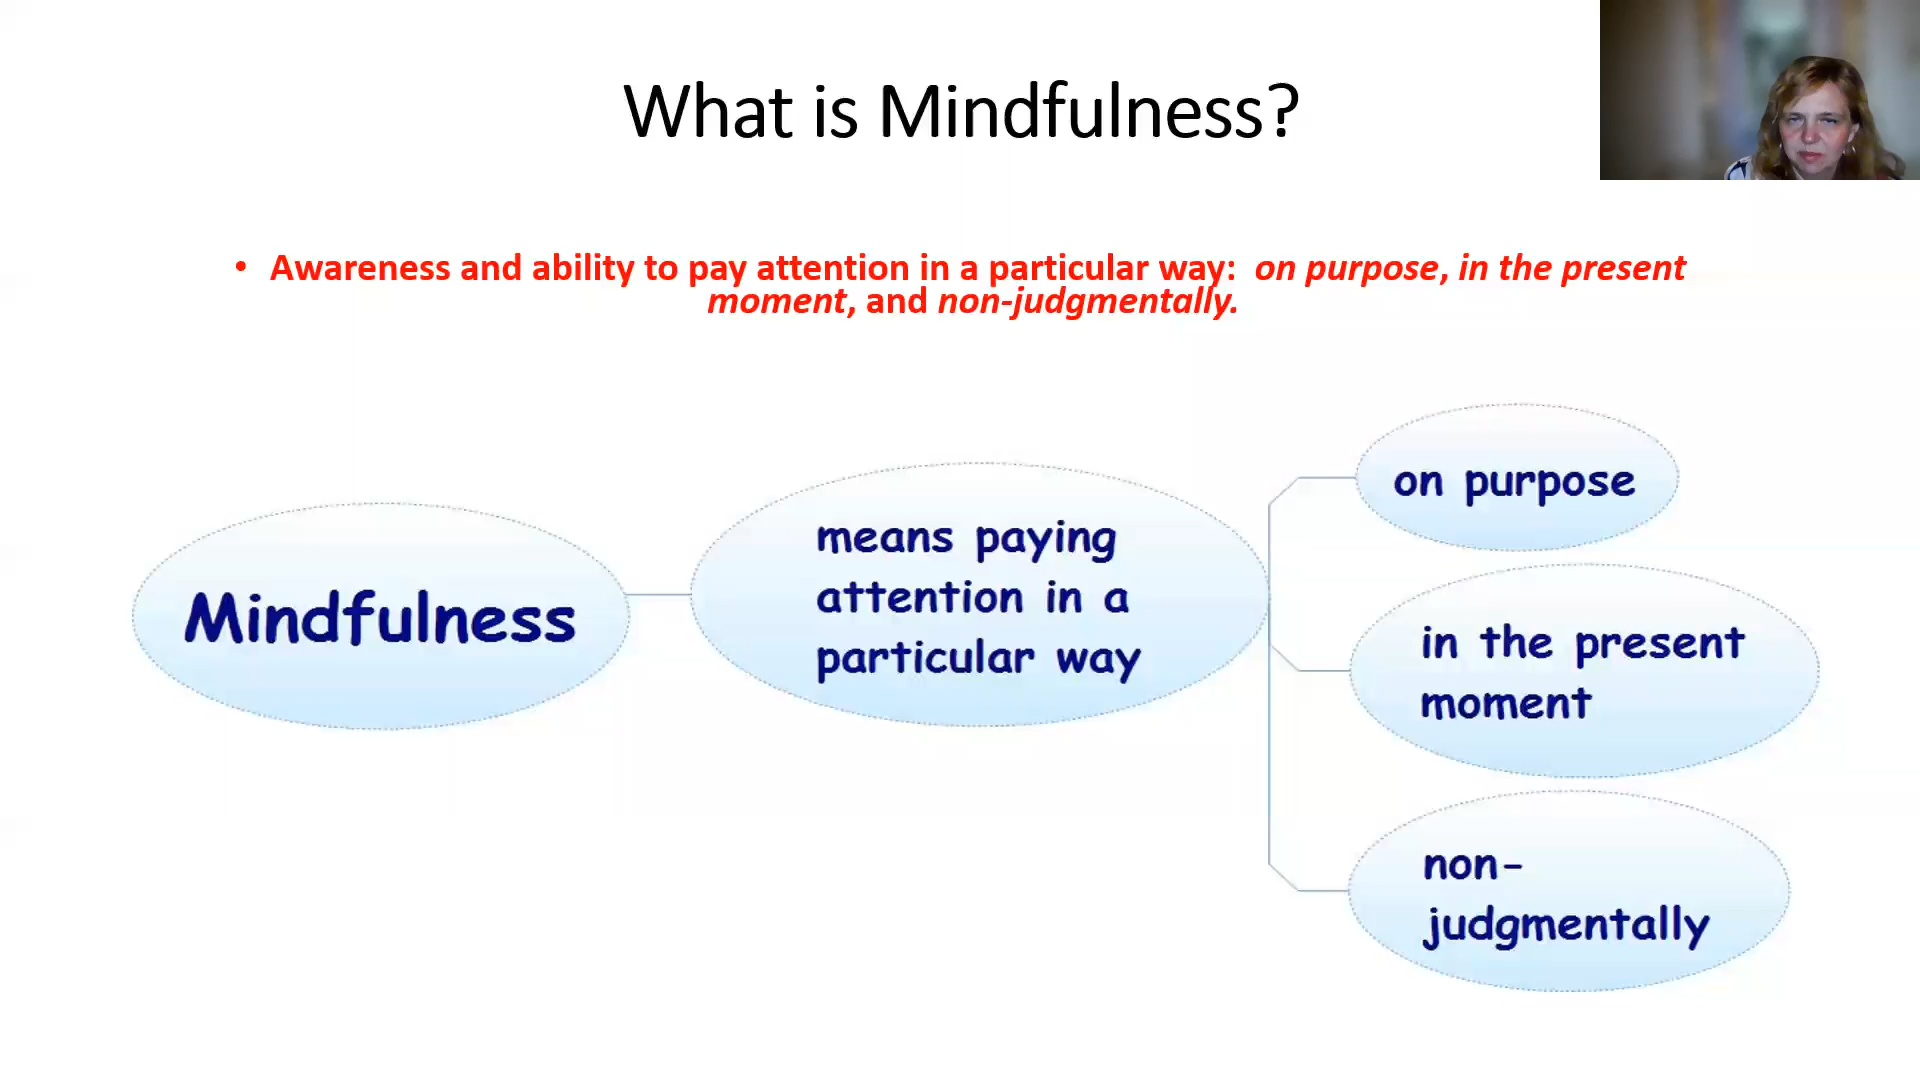 What is Mindfulness?
• Awareness and ability to pay attention in a particular way:  on purpose, in the present
moment, and non-judgmentally.
Mindfulness
means paying
attention in a
particular way
on purpose
in the present
moment
non-
judgmentally